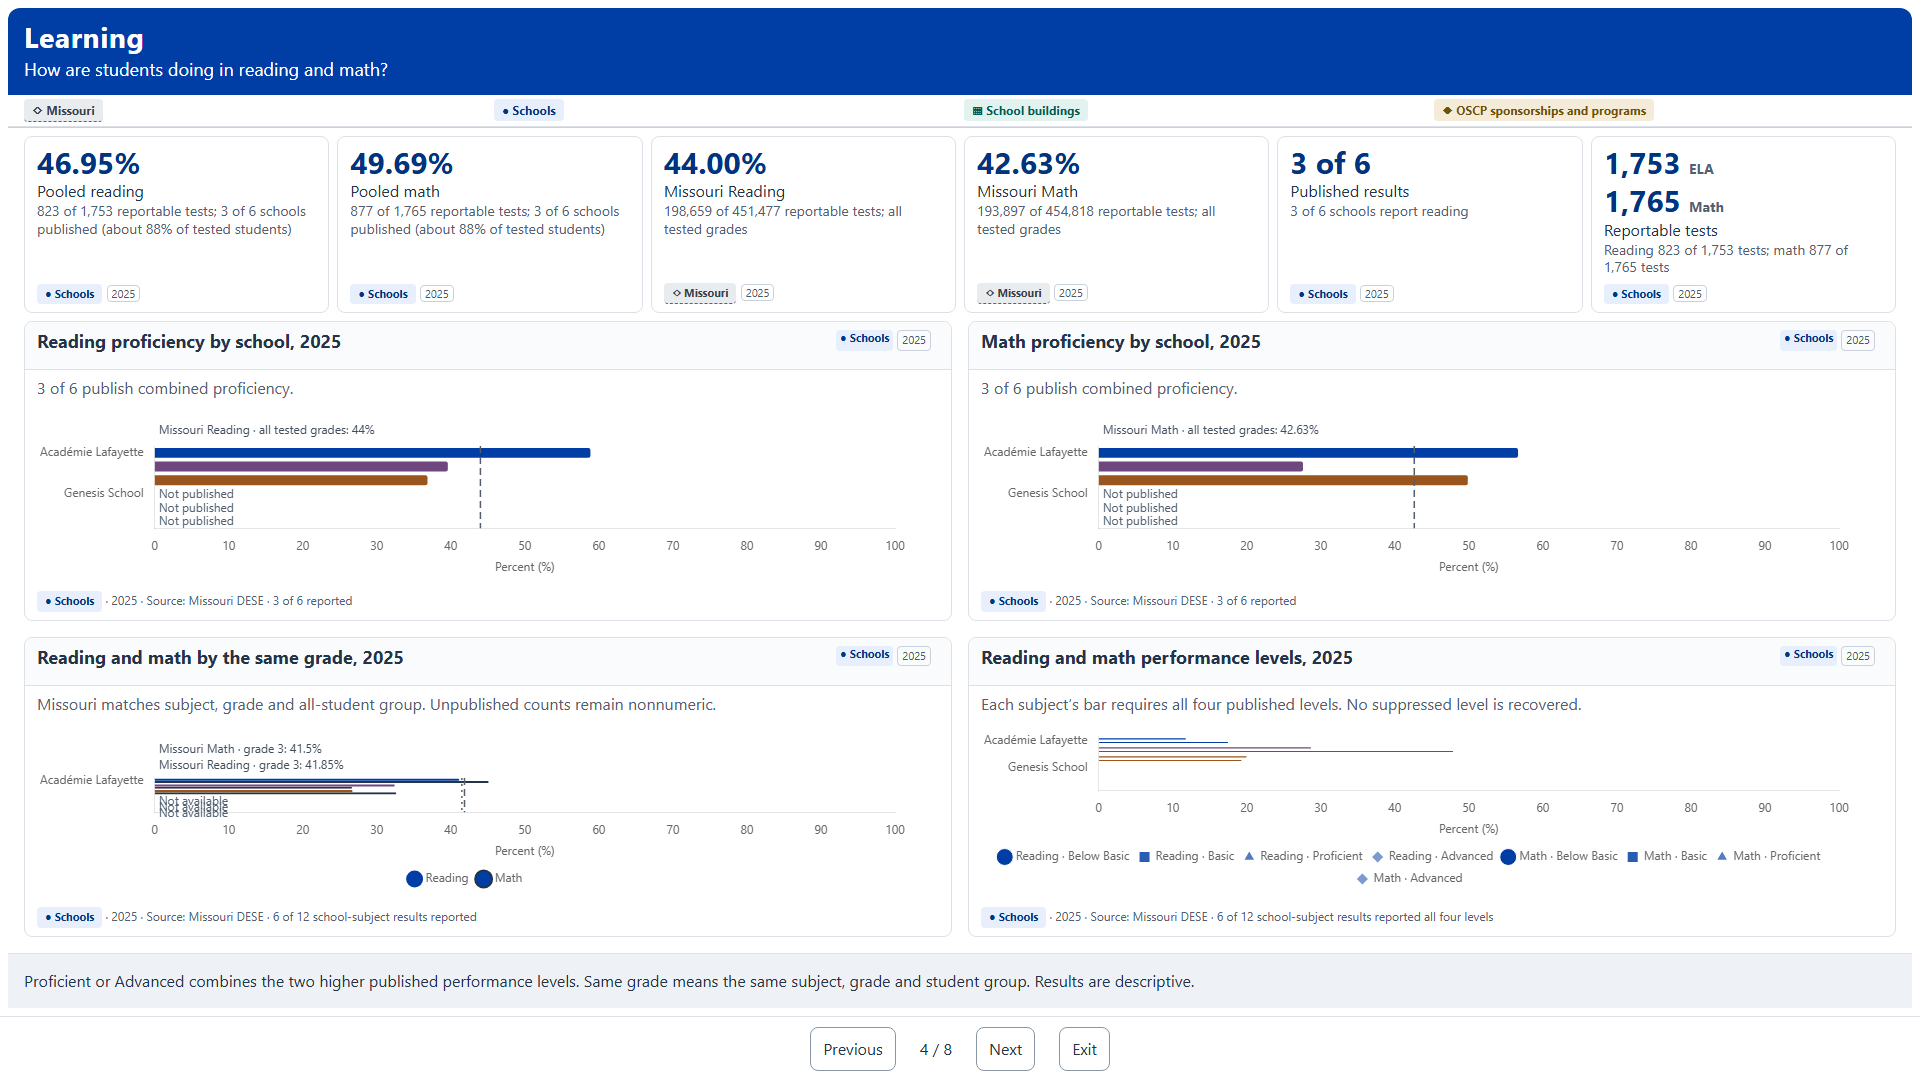 Learning
How are students doing in reading and math?
◇ Missouri
● Schools
School buildings
◆ OSCP sponsorships and programs
46.95%
Pooled reading
823 of 1,753 reportable tests; 3 of 6 schools
published (about 88% of tested students)
● Schools 2025
49.69%
Pooled math
877 of 1,765 reportable tests; 3 of 6 schools
published (about 88% of tested students)
● Schools 2025
44.00%
Missouri Reading
198,659 of 451,477 reportable tests; all
tested grades
◇ Missouri 2025
42.63%
Missouri Math
193,897 of 454,818 reportable tests; all
tested grades
◇ Missouri 2025
3 of 6
Published results
3 of 6 schools report reading
● Schools 2025
1,753 ELA
1,765 Math
Reportable tests
Reading 823 of 1,753 tests; math 877 of
1,765 tests
● Schools 2025
Reading proficiency by school, 2025
● Schools 2025
3 of 6 publish combined proficiency.
Missouri Reading · all tested grades: 44%
Académie Lafayette
Genesis School
Not published
Not published
Not published
0 10 20 30 40 50 60 70 80 90 100
Percent (%)
● Schools · 2025 · Source: Missouri DESE · 3 of 6 reported
Math proficiency by school, 2025
● Schools 2025
3 of 6 publish combined proficiency.
Missouri Math · all tested grades: 42.63%
Académie Lafayette
Genesis School
Not published
Not published
Not published
0 10 20 30 40 50 60 70 80 90 100
Percent (%)
● Schools · 2025 · Source: Missouri DESE · 3 of 6 reported
Reading and math by the same grade, 2025
● Schools 2025
Missouri matches subject, grade and all-student group. Unpublished counts remain nonnumeric.
Missouri Math · grade 3: 41.5%
Missouri Reading · grade 3: 41.85%
Académie Lafayette
Not available
Not available
Not available
0 10 20 30 40 50 60 70 80 90 100
Percent (%)
Reading Math
● Schools · 2025 · Source: Missouri DESE · 6 of 12 school-subject results reported
Reading and math performance levels, 2025
● Schools 2025
Each subject's bar requires all four published levels. No suppressed level is recovered.
Académie Lafayette
Genesis School
0 10 20 30 40 50 60 70 80 90 100
Percent (%)
Reading · Below Basic Reading · Basic Reading · Proficient Reading · Advanced Math · Below Basic Math · Basic Math · Proficient
Math · Advanced
● Schools · 2025 · Source: Missouri DESE · 6 of 12 school-subject results reported all four levels
Proficient or Advanced combines the two higher published performance levels. Same grade means the same subject, grade and student group. Results are descriptive.
Previous 4 / 8 Next Exit